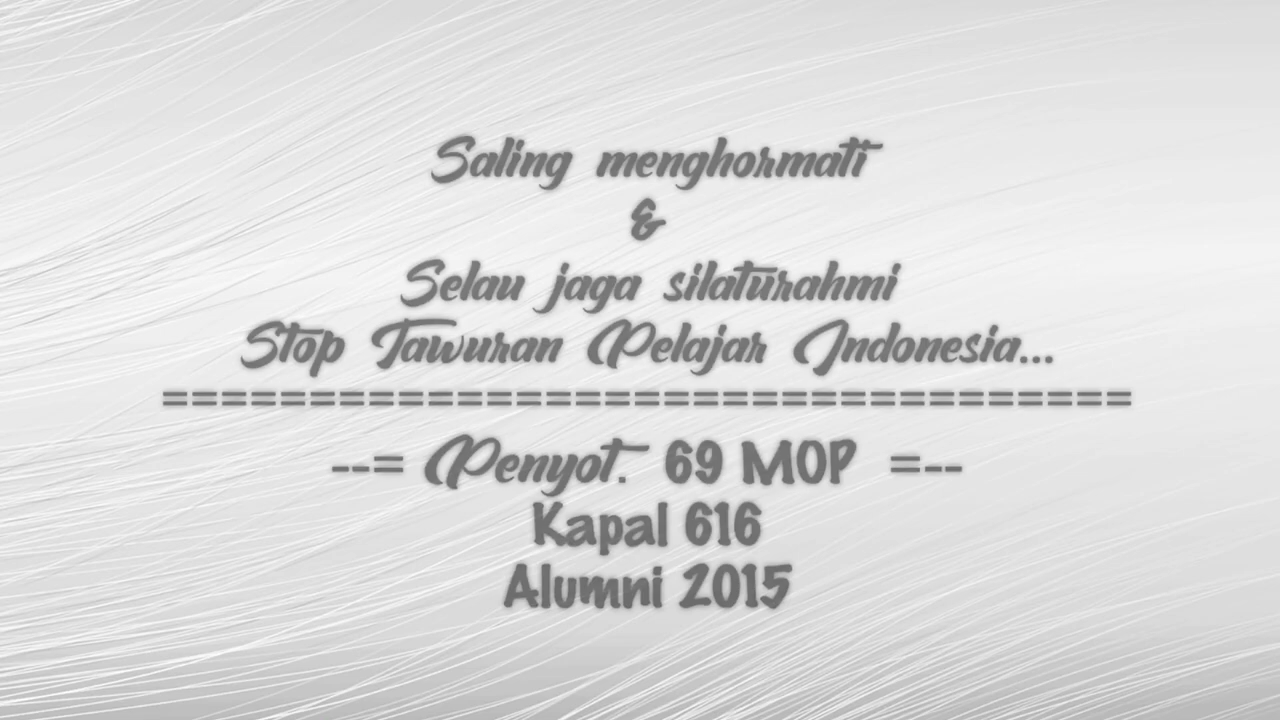 Saling menghormati
&
Selau jaga silaturahmi
Stop Tawuran Pelajar Indonesia...
=================================
--= Penyot. 69 MOP =--
Kapal 616
Alumni 2015